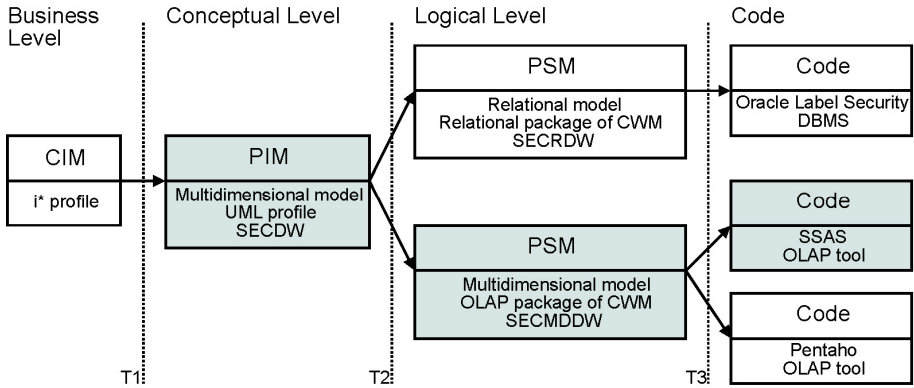 Business Level
Conceptual Level
Logical Level
Code
CIM
i* profile
PIM
Multidimensional model
UML profile
SECDW
PSM
Relational model
Relational package of CWM
SECRDW
PSM
Multidimensional model
OLAP package of CWM
SECMDDW
Code
Oracle Label Security
DBMS
Code
SSAS
OLAP tool
Code
Pentaho
OLAP tool
T1
T2
T3